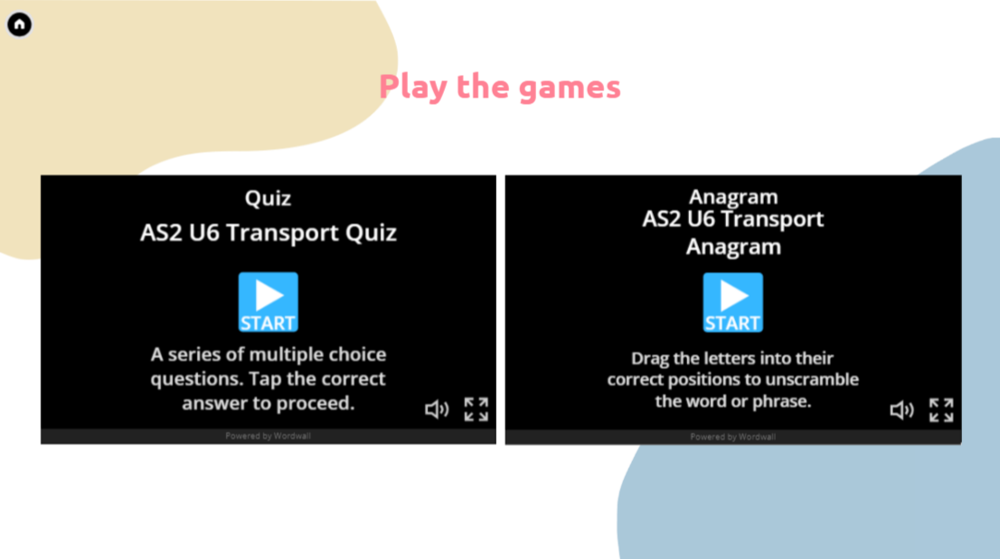 Play the games
Quiz
AS2 U6 Transport Quiz
START
A series of multiple choice
questions. Tap the correct
answer to proceed.
Powered by Wordwall
Anagram
AS2 U6 Transport
Anagram
START
Drag the letters into their
correct positions to unscramble
the word or phrase.
Powered by Wordwall